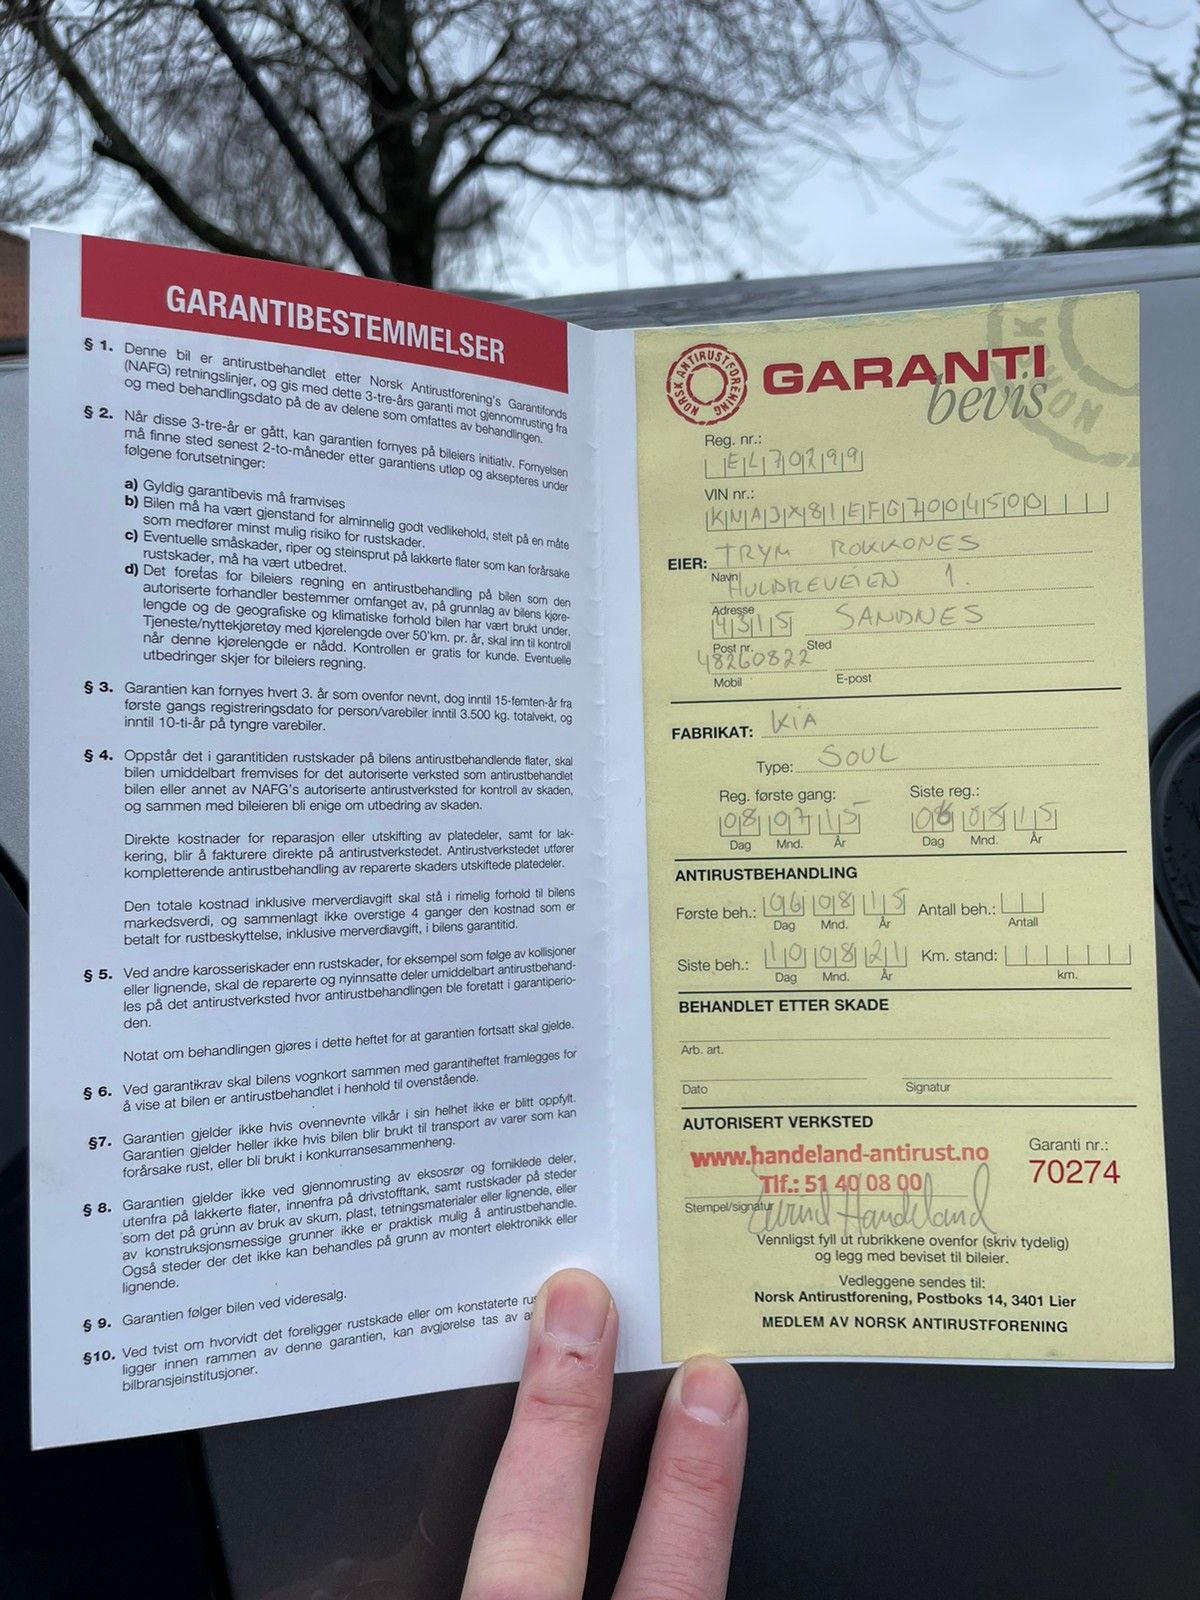 GARANTIBESTEMMELSER
§ 1. Denne bil er antirustbehandlet etter Norsk Antirustforening's Garantifonds
(NAFG) retningslinjer, og gis med dette 3-tre-års garanti mot gjennomrusting fra
og med behandlingsdato på de av delene som omfattes av behandlingen.
§ 2. Når disse 3-tre-år er gått, kan garantien fornyes på bileiers initiativ. Fornyelsen
må finne sted senest 2-to-måneder etter garantiens utløp og aksepteres under
følgene forutsetninger:
a) Gyldig garantibevis må framvises
b) Bilen må ha vært gjenstand for alminnelig godt vedlikehold, stelt på en måte
som medfører minst mulig risiko for rustskader.
c) Eventuelle småskader, riper og steinsprut på lakkerte flater som kan forårsake
rustskader, må ha vært utbedret.
d) Det foretas for bileiers regning en antirustbehandling på bilen som den
autoriserte forhandler bestemmer omfanget av, på grunnlag av bilens kjøre-
lengde og de geografiske og klimatiske forhold bilen har vært brukt under.
Tjeneste/nyttekjøretøy med kjørelengde over 50'km. pr. år, skal inn til kontroll
når denne kjørelengde er nådd. Kontrollen er gratis for kunde. Eventuelle
utbedringer skjer for bileiers regning.
§ 3. Garantien kan fornyes hvert 3. år som ovenfor nevnt, dog inntil 15-femten-år fra
første gangs registreringsdato for person/varebiler inntil 3.500 kg. totalvekt, og
inntil 10-ti-år på tyngre varebiler.
§ 4. Oppstår det i garantitiden rustskader på bilens antirustbehandlende flater, skal
bilen umiddelbart fremvises for det autoriserte verksted som antirustbehandlet
bilen eller annet av NAFG's autoriserte antirustverksted for kontroll av skaden,
og sammen med bileieren bli enige om utbedring av skaden.
Direkte kostnader for reparasjon eller utskifting av platedeler, samt for lak-
kering, blir å fakturere direkte på antirustverkstedet. Antirustverkstedet utfører
kompletterende antirustbehandling av reparerte skaders utskiftede platedeler.
Den totale kostnad inklusive merverdiavgift skal stå i rimelig forhold til bilens
markedsverdi, og sammenlagt ikke overstige 4 ganger den kostnad som er
betalt for rustbeskyttelse, inklusive merverdiavgift, i bilens garantitid.
§ 5. Ved andre karosseriskader enn rustskader, for eksempel som følge av kollisjoner
eller lignende, skal de reparerte og nyinnsatte deler umiddelbart antirustbehand-
les på det antirustverksted hvor antirustbehandlingen ble foretatt i garantiperio-
den.
Notat om behandlingen gjøres i dette heftet for at garantien fortsatt skal gjelde.
§ 6. Ved garantikrav skal bilens vognkort sammen med garantiheftet framlegges for
å vise at bilen er antirustbehandlet i henhold til ovenstående.
§7. Garantien gjelder ikke hvis ovennevnte vilkår i sin helhet ikke er blitt oppfylt.
Garantien gjelder heller ikke hvis bilen blir brukt til transport av varer som kan
forårsake rust, eller bli brukt i konkurransesammenheng.
§ 8. Garantien gjelder ikke ved gjennomrusting av eksosrør og forniklede deler,
utenfra på lakkerte flater, innenfra på drivstofftank, samt rustskader på steder
som det på grunn av bruk av skum, plast, tetningsmaterialer eller lignende, eller
av konstruksjonsmessige grunner ikke er praktisk mulig å antirustbehandle.
Også steder der det ikke kan behandles på grunn av montert elektronikk eller
lignende.
§ 9. Garantien følger bilen ved videresalg.
§10. Ved tvist om hvorvidt det foreligger rustskade eller om konstaterte
ligger innen rammen av denne garantien, kan avgjørelse tas av
bilbransjeinstitusjoner.
NORSK ANTIRUSTFORENING
GARANTI
bevis
Reg. nr.:
EL70299
VIN nr.:
KNAJX81EFG7004500
EIER: TRYM ROKKONES
Navn
HULDREVEIEN 1.
Adresse
4315 SANDNES
Post nr. Sted
48260822
Mobil E-post
FABRIKAT: KIA
Type: SOUL
Reg. første gang: Siste reg.:
08 07 15 06 08 15
Dag Mnd. År Dag Mnd. År
ANTIRUSTBEHANDLING
Første beh.: 06 08 15 Antall beh.:
Dag Mnd. År Antall
Siste beh.: 10 08 21 Km. stand:
Dag Mnd. År km.
BEHANDLET ETTER SKADE
Arb. art.
Dato Signatur
AUTORISERT VERKSTED
www.handeland-antirust.no Garanti nr.:
Tlf.: 51 40 08 00 70274
Stempel/signatur Eivind Handeland
Vennligst fyll ut rubrikkene ovenfor (skriv tydelig)
og legg med beviset til bileier.
Vedleggene sendes til:
Norsk Antirustforening, Postboks 14, 3401 Lier
MEDLEM AV NORSK ANTIRUSTFORENING